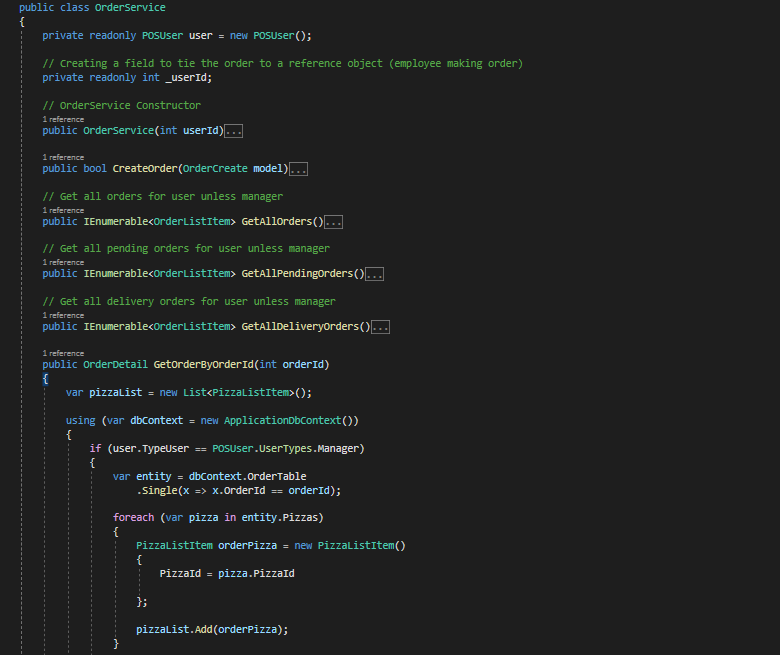 public class OrderService
{
private readonly POSUser user = new POSUser();
// Creating a field to tie the order to a reference object (employee making order)
private readonly int _userId;
// OrderService Constructor
1 reference
public OrderService(int userId)...
1 reference
public bool CreateOrder(OrderCreate model)...
// Get all orders for user unless manager
1 reference
public IEnumerable<OrderListItem> GetAllOrders()...
// Get all pending orders for user unless manager
1 reference
public IEnumerable<OrderListItem> GetAllPendingOrders()...
// Get all delivery orders for user unless manager
1 reference
public IEnumerable<OrderListItem> GetAllDeliveryOrders()...
1 reference
public OrderDetail GetOrderByOrderId(int orderId)
{
var pizzaList = new List<PizzaListItem>();
using (var dbContext = new ApplicationDbContext())
{
if (user.TypeUser == POSUser.UserTypes.Manager)
{
var entity = dbContext.OrderTable
.Single(x => x.OrderId == orderId);
foreach (var pizza in entity.Pizzas)
{
PizzaListItem orderPizza = new PizzaListItem()
{
PizzaId = pizza.PizzaId
};
pizzaList.Add(orderPizza);
}